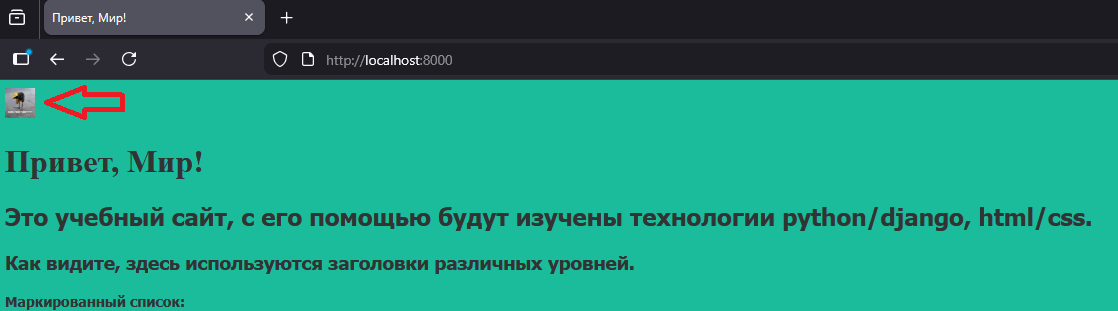 Привет, Мир!
http://localhost:8000
Привет, Мир!
Это учебный сайт, с его помощью будут изучены технологии python/django, html/css.
Как видите, здесь используются заголовки различных уровней.
Маркированный список: